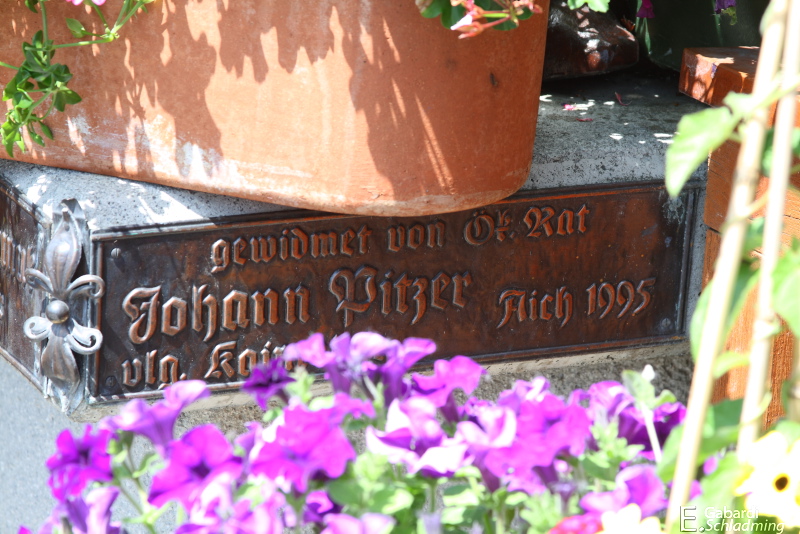 gewidmet von Ök. Rat
Johann Pitzer Aich 1995
vlg.
E. Gabardi
Schladming